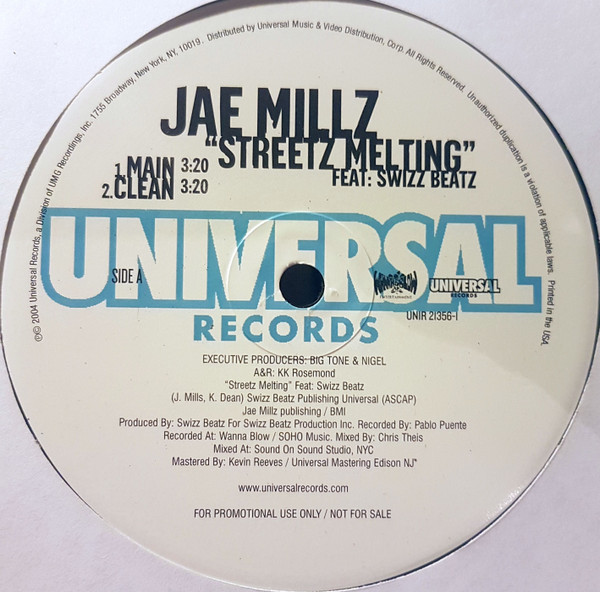 ℗© 2004 Universal Records, a Division of UMG Recordings, Inc. 1755 Broadway, New York, NY, 10019. Distributed by Universal Music & Video Distribution, Corp. All Rights Reserved. Unauthorized duplication is a violation of applicable laws. Printed in the USA.
JAE MILLZ
"STREETZ MELTING"
1. MAIN 3:20
2. CLEAN 3:20
FEAT: SWIZZ BEATZ
UNIVERSAL
SIDE A
ENTERTAINMENT
UNIVERSAL
RECORDS
UNIR 21356-1
RECORDS
EXECUTIVE PRODUCERS: BIG TONE & NIGEL
A&R: KK Rosemond
"Streetz Melting" Feat: Swizz Beatz
(J. Mills, K. Dean) Swizz Beatz Publishing Universal (ASCAP)
Jae Millz publishing / BMI
Produced By: Swizz Beatz For Swizz Beatz Production Inc. Recorded By: Pablo Puente
Recorded At: Wanna Blow / SOHO Music. Mixed By: Chris Theis
Mixed At: Sound On Sound Studio, NYC
Mastered By: Kevin Reeves / Universal Mastering Edison NJ"
www.universalrecords.com
FOR PROMOTIONAL USE ONLY / NOT FOR SALE